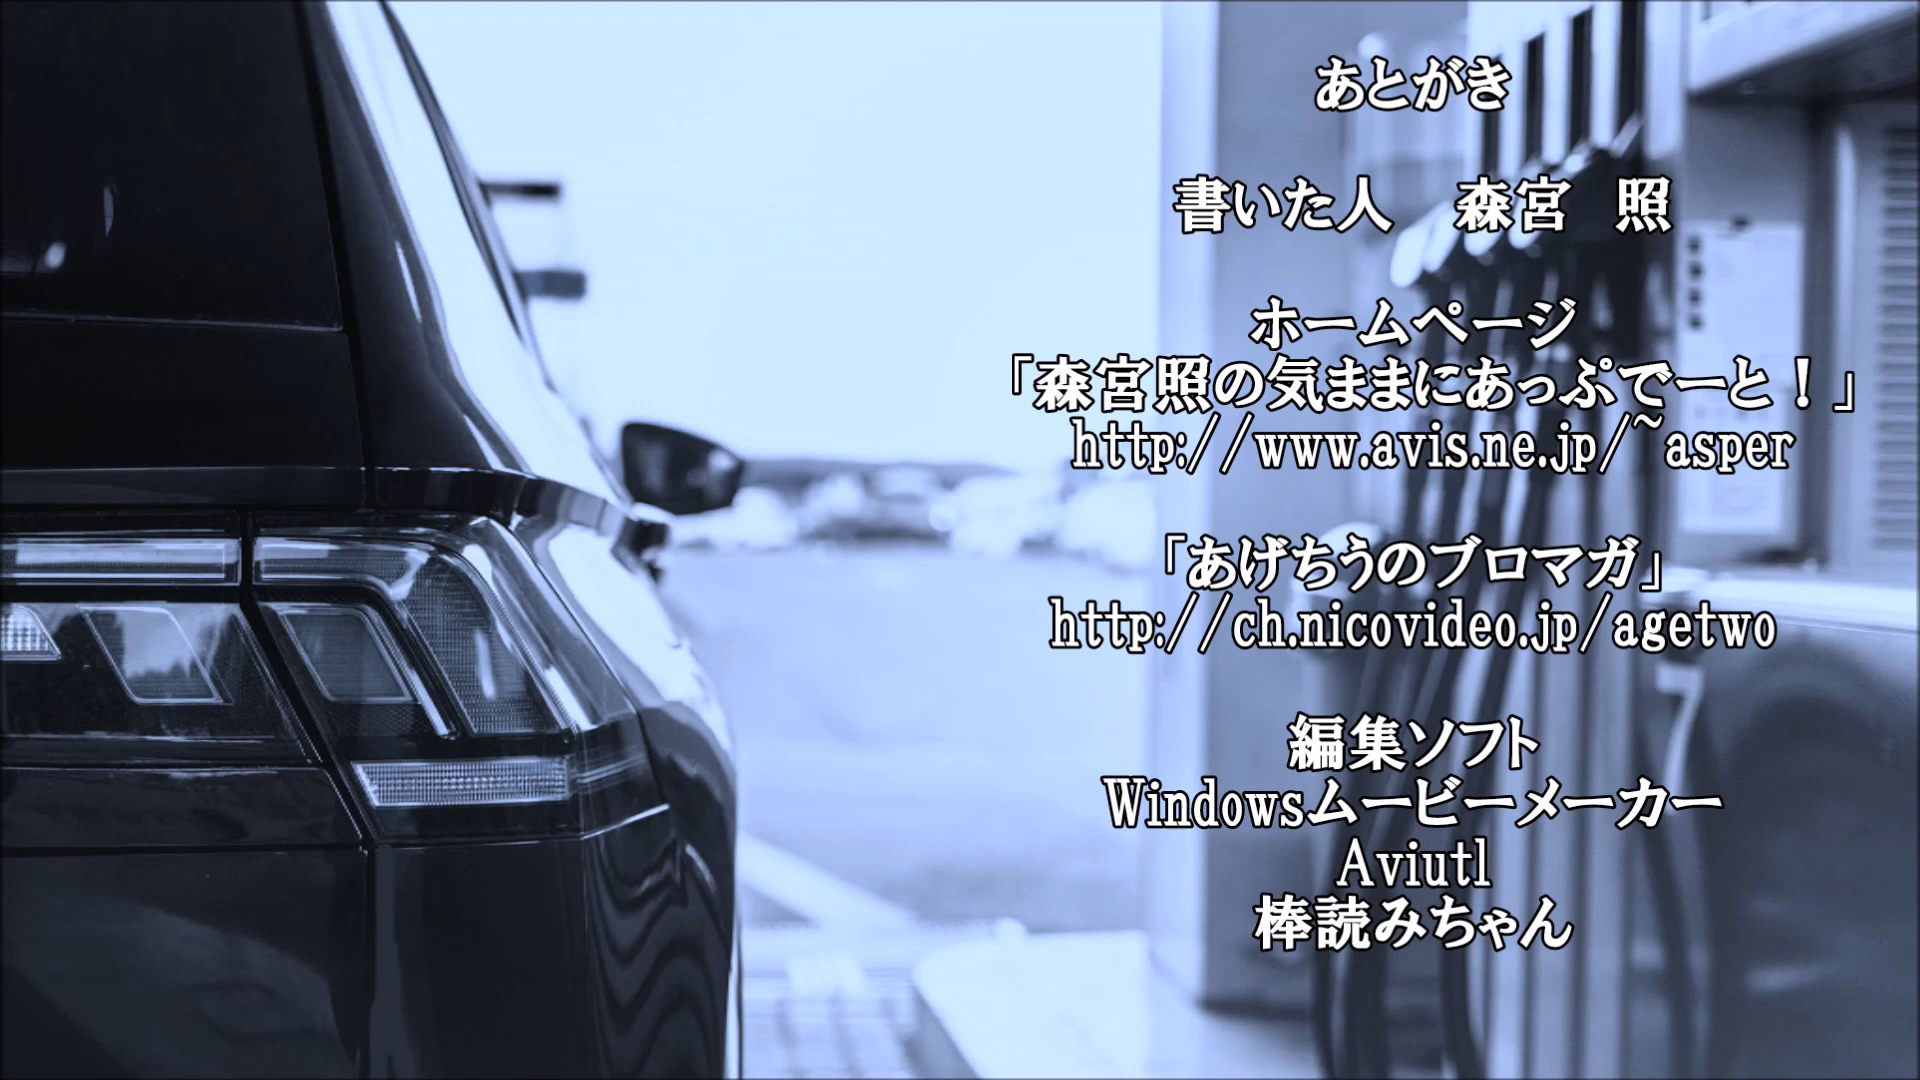 あとがき
書いた人　森宮　照
ホームページ
「森宮照の気ままにあっぷでーと！」
http://www.avis.ne.jp/~asper
「あげちうのブロマガ」
http://ch.nicovideo.jp/agetwo
編集ソフト
Windowsムービーメーカー
Aviutl
棒読みちゃん
7